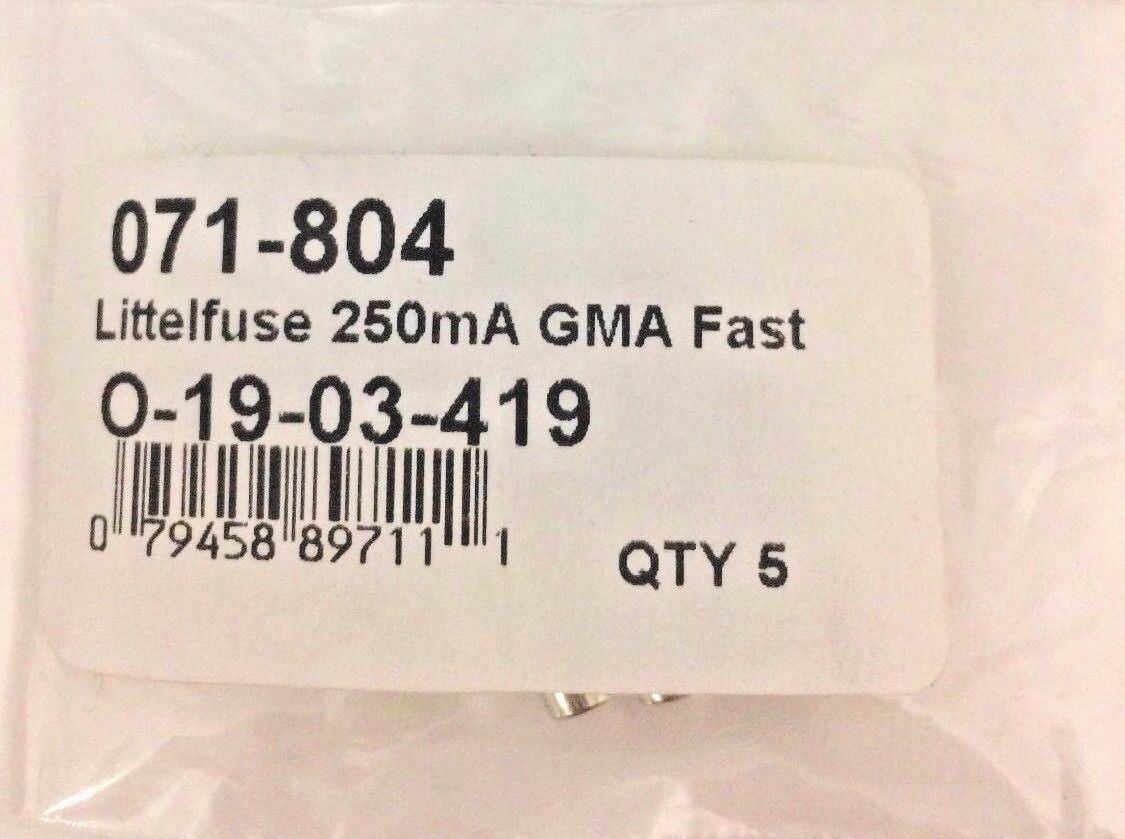 071-804
Littelfuse 250mA GMA Fast
O-19-03-419
0 79458 89711 1
QTY 5